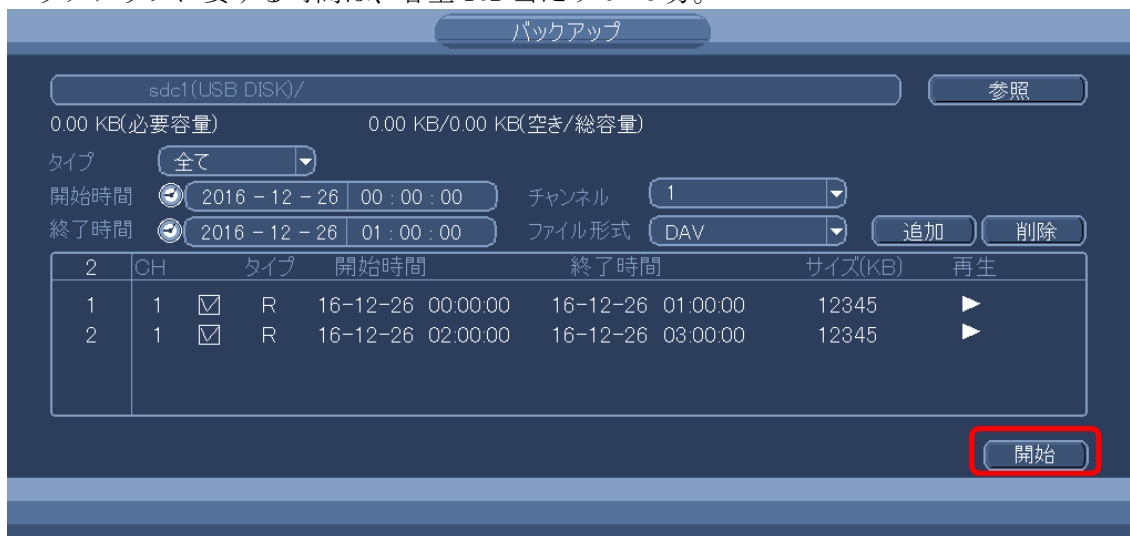 バックアップ
sdc1(USB DISK)/ 参照
0.00 KB(必要容量) 0.00 KB/0.00 KB(空き/総容量)
タイプ 全て
開始時間 2016 - 12 - 26 00 : 00 : 00 チャンネル 1
終了時間 2016 - 12 - 26 01 : 00 : 00 ファイル形式 DAV 追加 削除
2 CH タイプ 開始時間 終了時間 サイズ(KB) 再生
1 1 R 16-12-26 00:00:00 16-12-26 01:00:00 12345
2 1 R 16-12-26 02:00:00 16-12-26 03:00:00 12345
開始